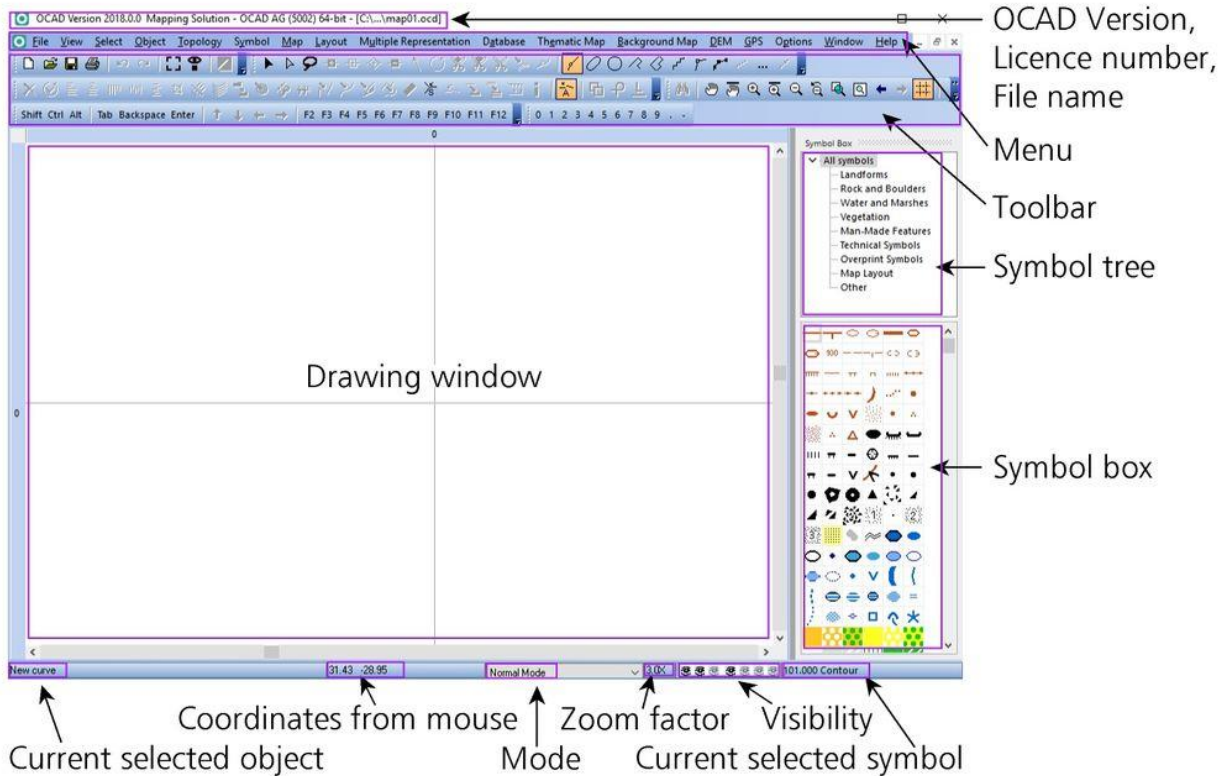 OCAD Version 2018.0.0 Mapping Solution - OCAD AG (5002) 64-bit - [C:\...\map01.ocd]
OCAD Version,
Licence number,
File name
File View Select Object Topology Symbol Map Layout Multiple Representation Database Thematic Map Background Map DEM GPS Options Window Help
Menu
Toolbar
Shift Ctrl Alt Tab Backspace Enter F2 F3 F4 F5 F6 F7 F8 F9 F10 F11 F12 0 1 2 3 4 5 6 7 8 9 . -
0
Symbol Box
All symbols
Landforms
Rock and Boulders
Water and Marshes
Vegetation
Man-Made Features
Technical Symbols
Overprint Symbols
Map Layout
Other
Symbol tree
100
Drawing window
0
Symbol box
1
2
3
New curve 31.43 -28.95 Normal Mode 3.0X 101.000 Contour
Coordinates from mouse Zoom factor Visibility
Current selected object Mode Current selected symbol